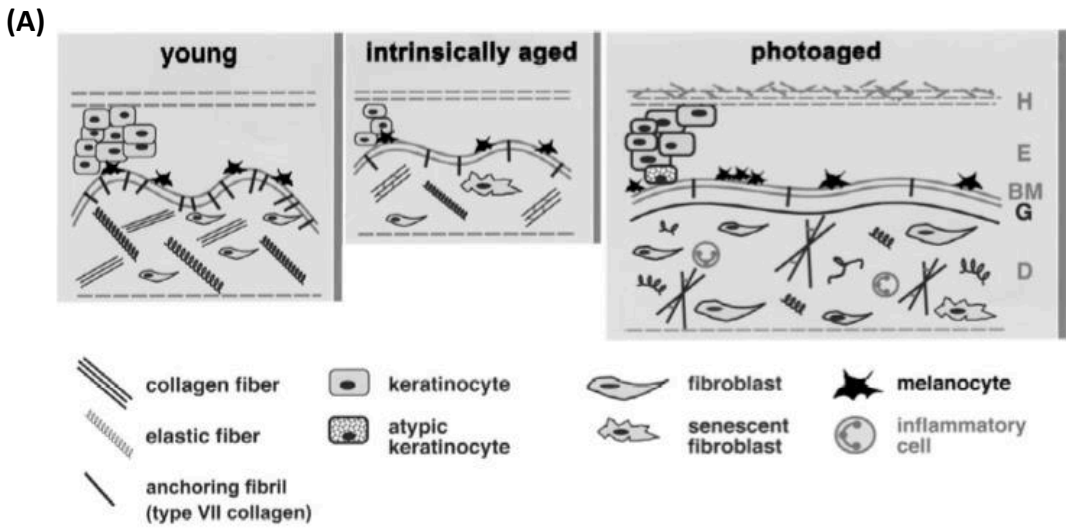 (A)
young
intrinsically aged
photoaged
H
E
BM
G
D
collagen fiber
elastic fiber
anchoring fibril
(type VII collagen)
keratinocyte
atypic
keratinocyte
fibroblast
senescent
fibroblast
melanocyte
inflammatory
cell